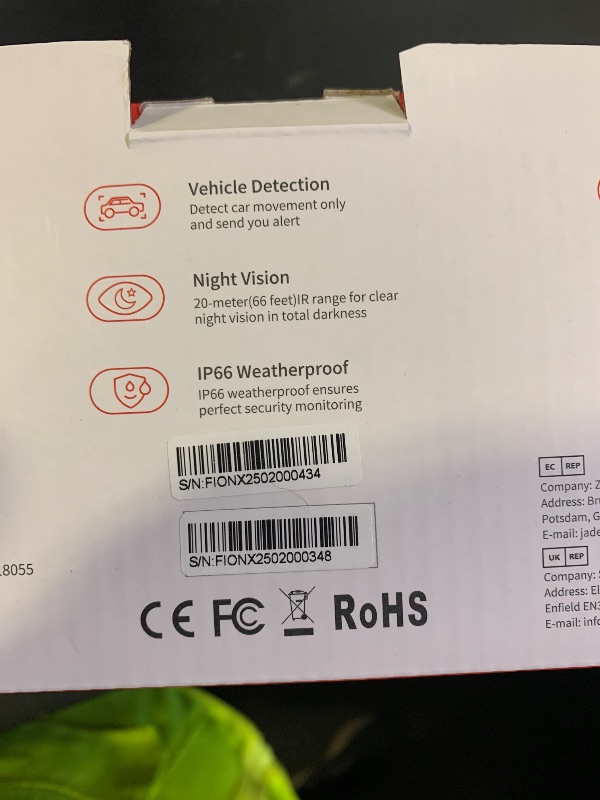 Vehicle Detection
Detect car movement only
and send you alert
Night Vision
20-meter(66 feet)IR range for clear
night vision in total darkness
IP66 Weatherproof
IP66 weatherproof ensures
perfect security monitoring
S/N:FIONX2502000434
S/N:FIONX2502000348
CE FC RoHS
18055
EC REP
Company: Z
Address: Br
Potsdam, G
E-mail: jade
UK REP
Company:
Address: El
Enfield EN3
E-mail: info